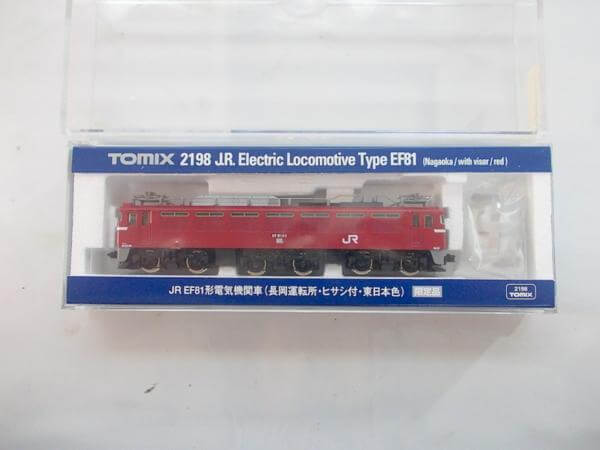 TOMIX 2198 J.R. Electric Locomotive Type EF81 (Nagaoka / with visor / red)
JR
JR EF81形電気機関車(長岡運転所・ヒサシ付・東日本色) 限定品
2198
TOMIX